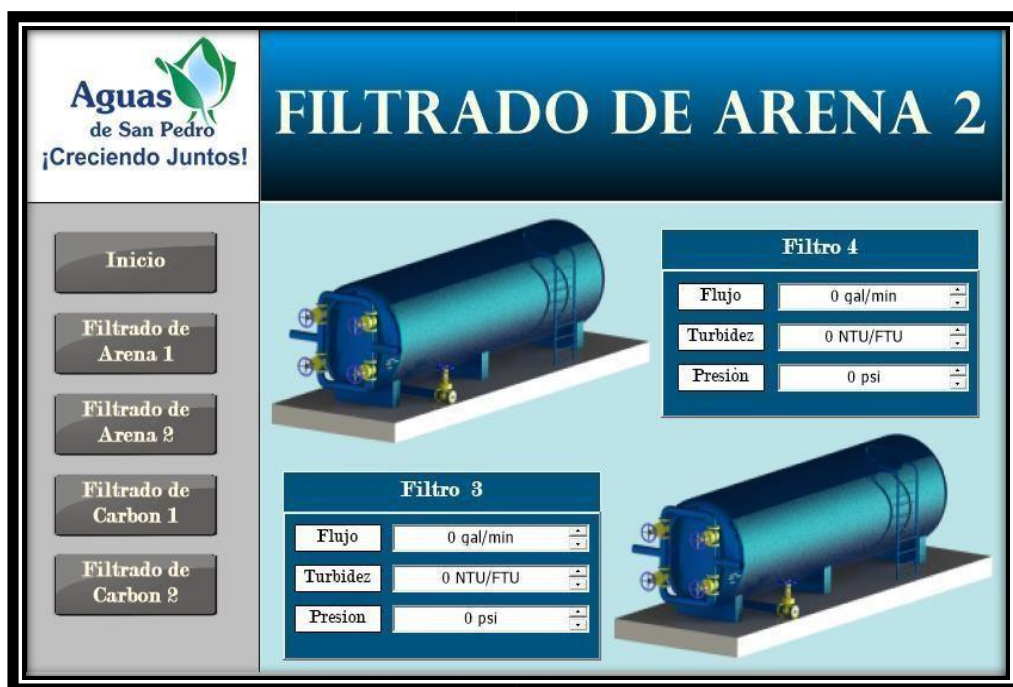 Aguas
de San Pedro
¡Creciendo Juntos!
FILTRADO DE ARENA 2
Inicio
Filtrado de
Arena 1
Filtrado de
Arena 2
Filtrado de
Carbon 1
Filtrado de
Carbon 2
Filtro 4
Flujo 0 gal/min
Turbidez 0 NTU/FTU
Presión 0 psi
Filtro 3
Flujo 0 gal/min
Turbidez 0 NTU/FTU
Presion 0 psi